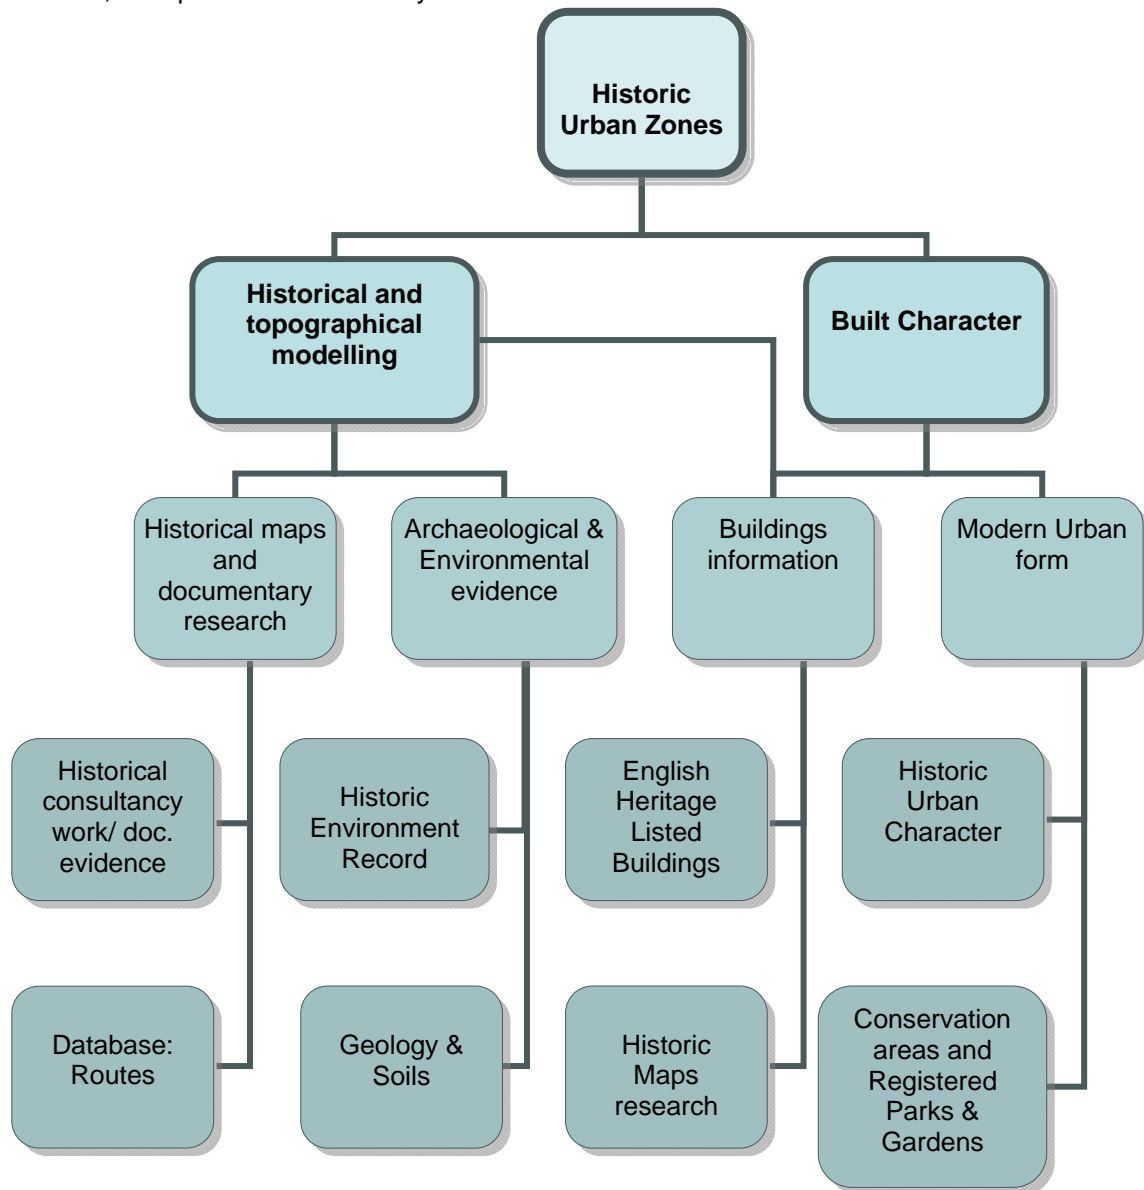 Historic
Urban Zones
Historical and
topographical
modelling
Built Character
Historical maps
and
documentary
research
Archaeological &
Environmental
evidence
Buildings
information
Modern Urban
form
Historical
consultancy
work/ doc.
evidence
Historic
Environment
Record
English
Heritage
Listed
Buildings
Historic
Urban
Character
Database:
Routes
Geology &
Soils
Historic
Maps
research
Conservation
areas and
Registered
Parks &
Gardens